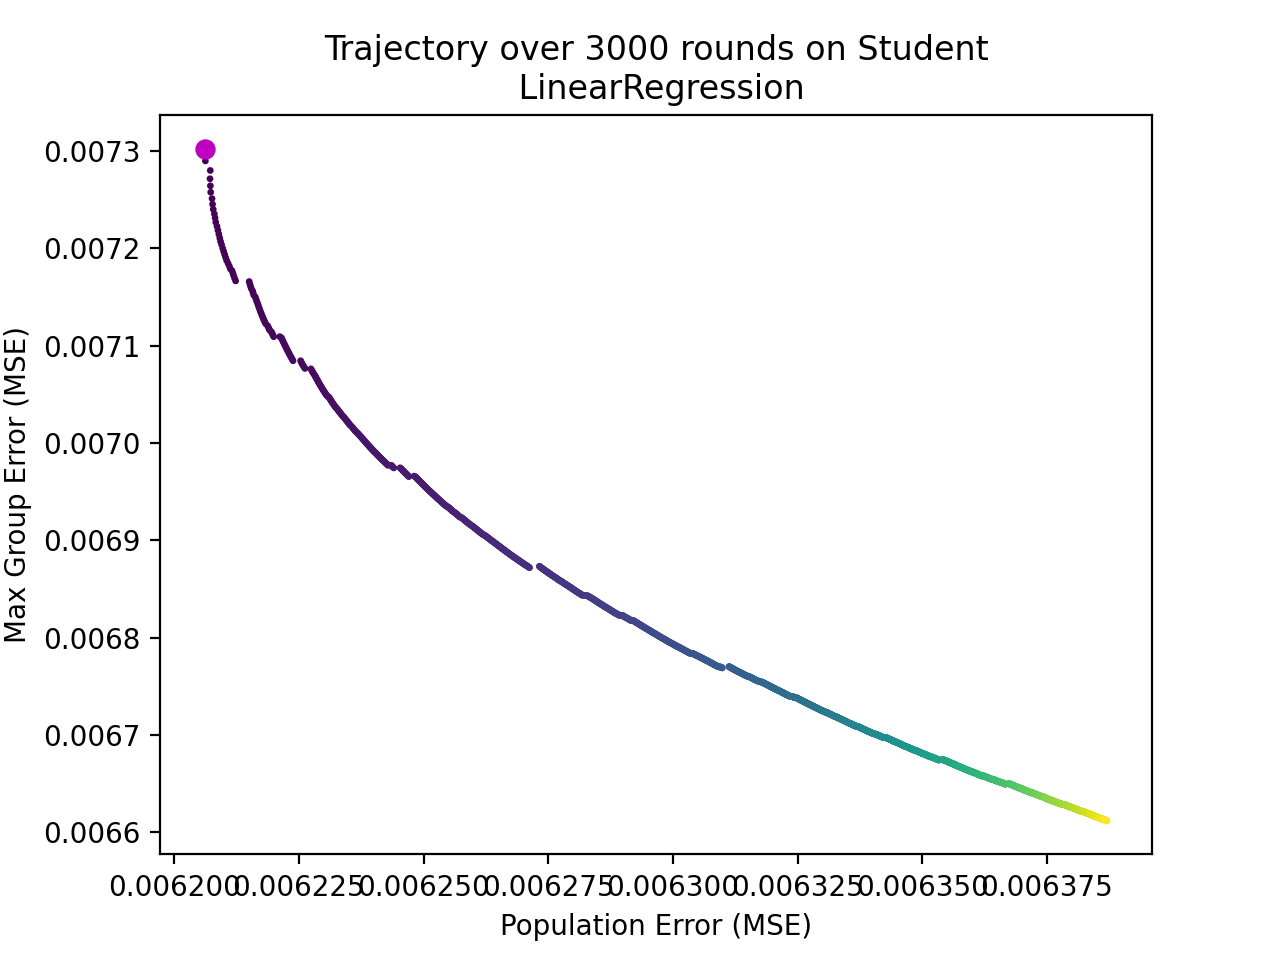 Trajectory over 3000 rounds on Student
LinearRegression
Max Group Error (MSE)
0.0073
0.0072
0.0071
0.0070
0.0069
0.0068
0.0067
0.0066
0.006200 0.006225 0.006250 0.006275 0.006300 0.006325 0.006350 0.006375
Population Error (MSE)